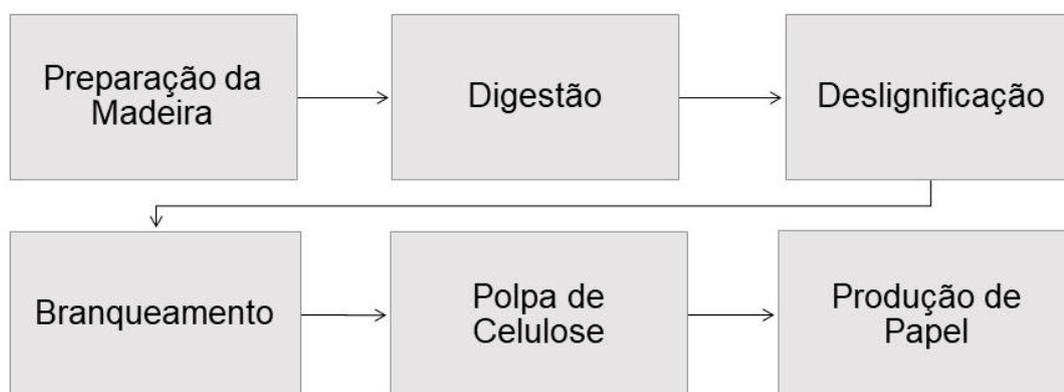 Preparação da
Madeira
Digestão
Deslignificação
Branqueamento
Polpa de
Celulose
Produção de
Papel